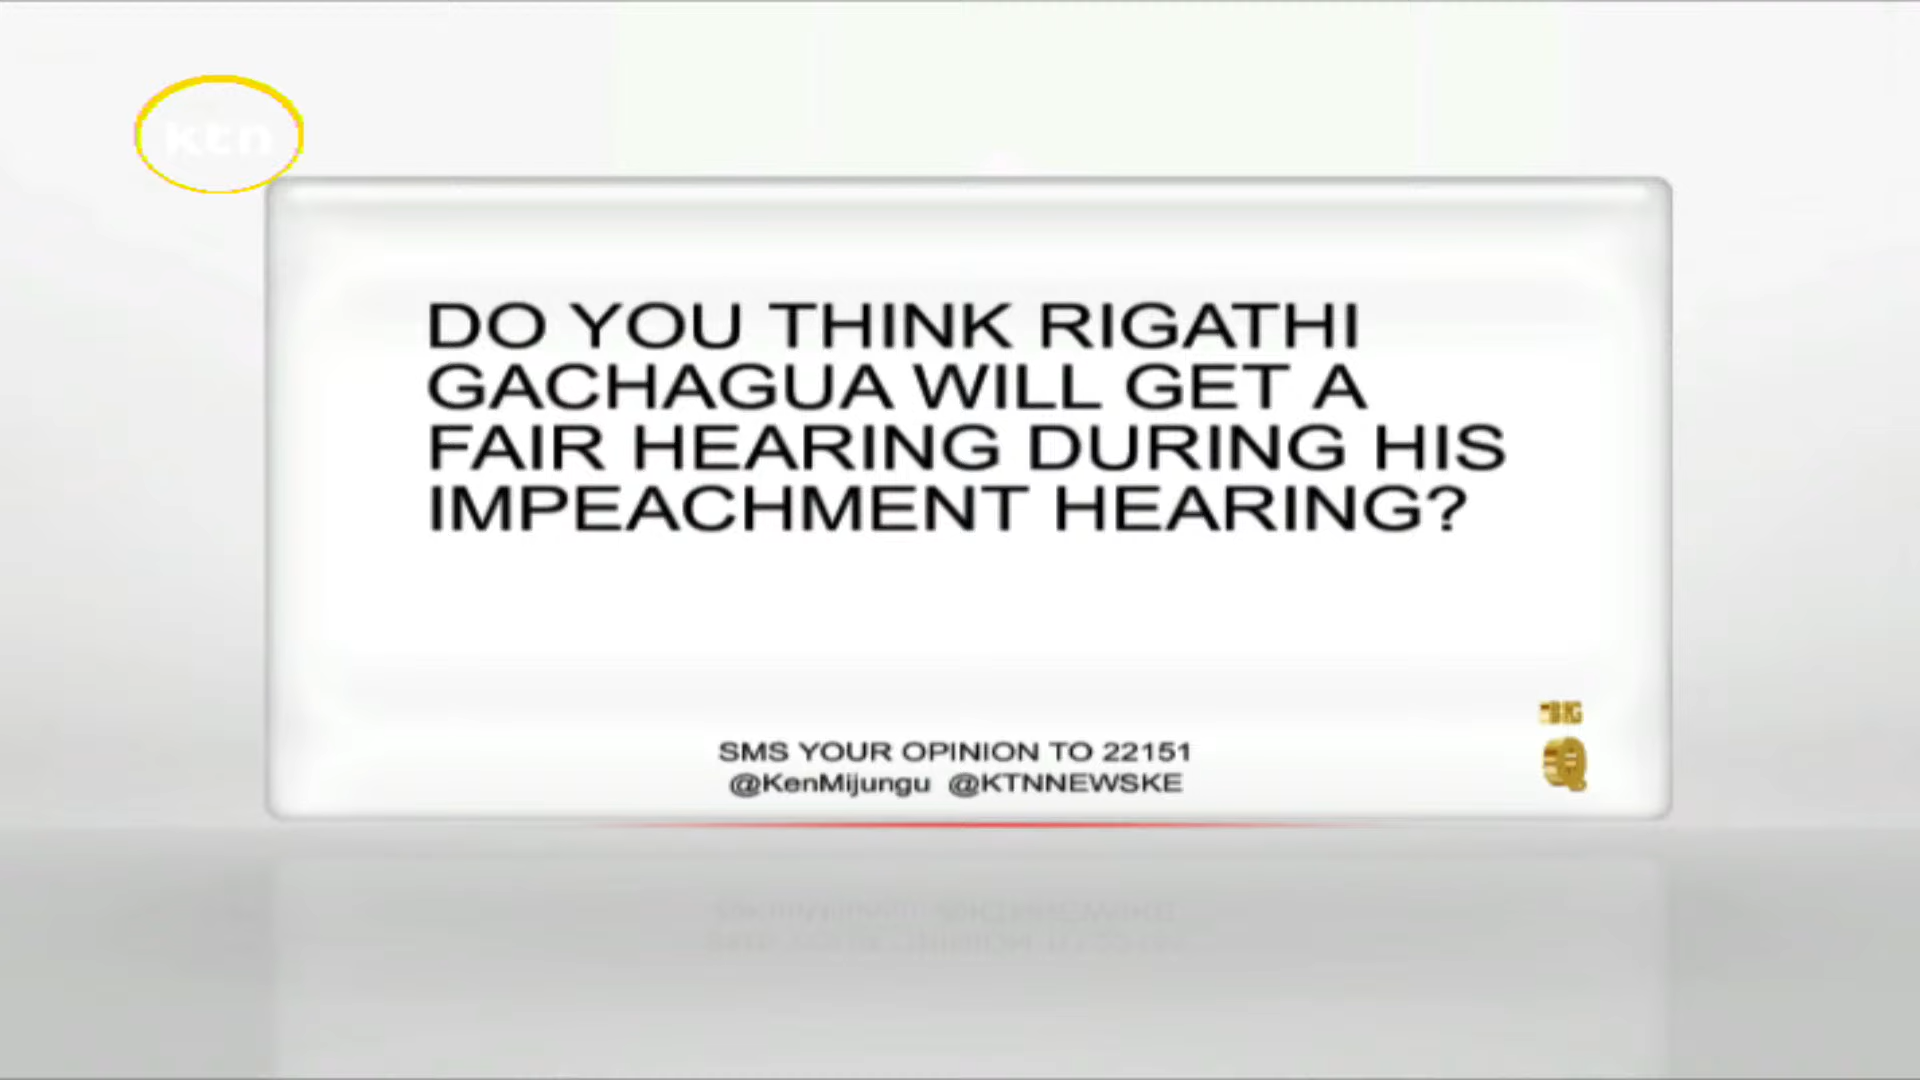 ktn
DO YOU THINK RIGATHI
GACHAGUA WILL GET A
FAIR HEARING DURING HIS
IMPEACHMENT HEARING?
BIG
Q
SMS YOUR OPINION TO 22151
@KenMijungu @KTNNEWSKE